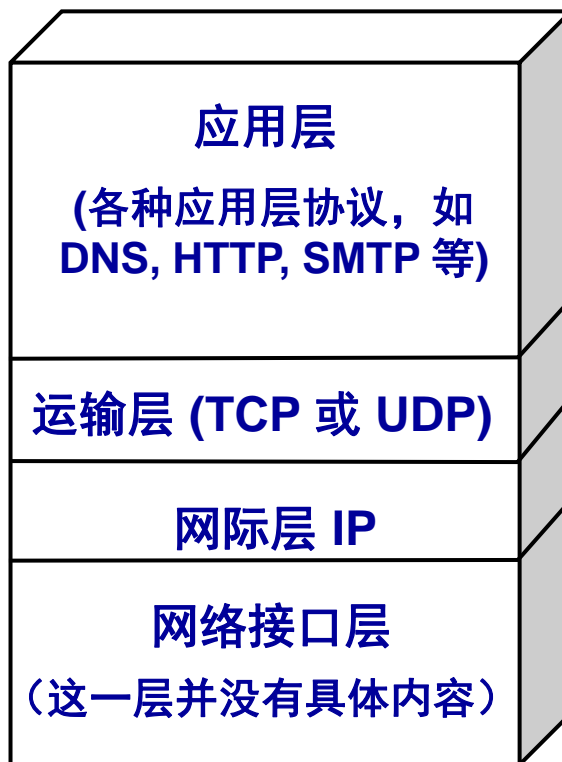 应用层
(各种应用层协议，如
DNS, HTTP, SMTP 等)
运输层 (TCP 或 UDP)
网际层 IP
网络接口层
（这一层并没有具体内容）